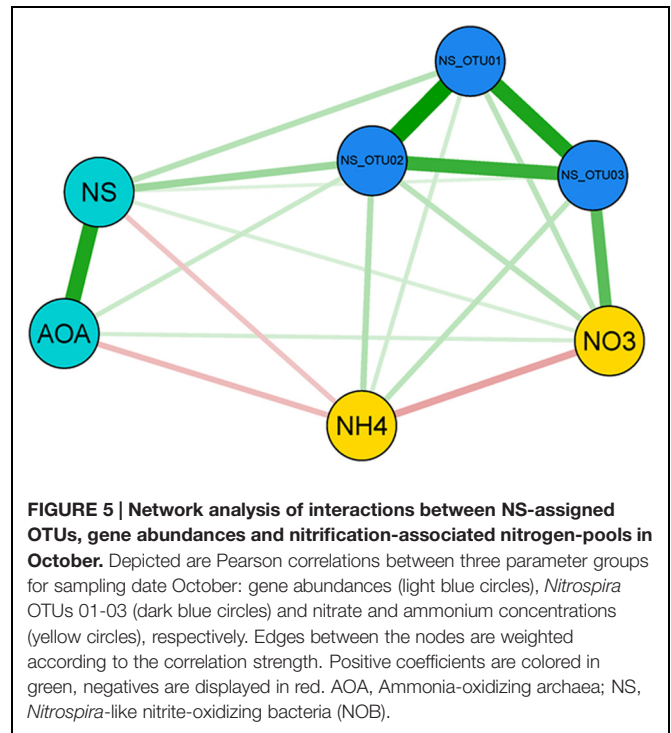 NS_OTU01
NS_OTU02
NS_OTU03
NS
AOA
NO3
NH4
FIGURE 5 | Network analysis of interactions between NS-assigned
OTUs, gene abundances and nitrification-associated nitrogen-pools in
October. Depicted are Pearson correlations between three parameter groups
for sampling date October: gene abundances (light blue circles), Nitrospira
OTUs 01-03 (dark blue circles) and nitrate and ammonium concentrations
(yellow circles), respectively. Edges between the nodes are weighted
according to the correlation strength. Positive coefficients are colored in
green, negatives are displayed in red. AOA, Ammonia-oxidizing archaea; NS,
Nitrospira-like nitrite-oxidizing bacteria (NOB).